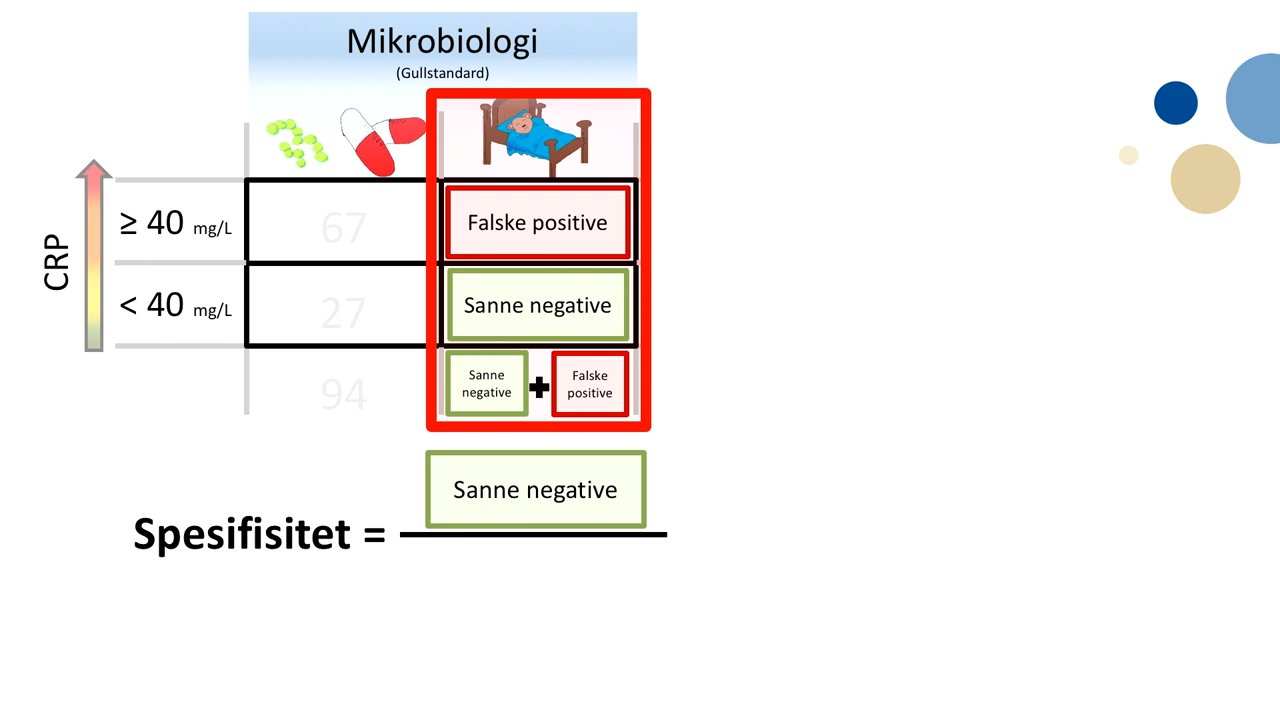 Mikrobiologi
(Gullstandard)
CRP
≥ 40 mg/L
67
Falske positive
< 40 mg/L
27
Sanne negative
94
Sanne
negative
Falske
positive
Sanne negative
Spesifisitet =